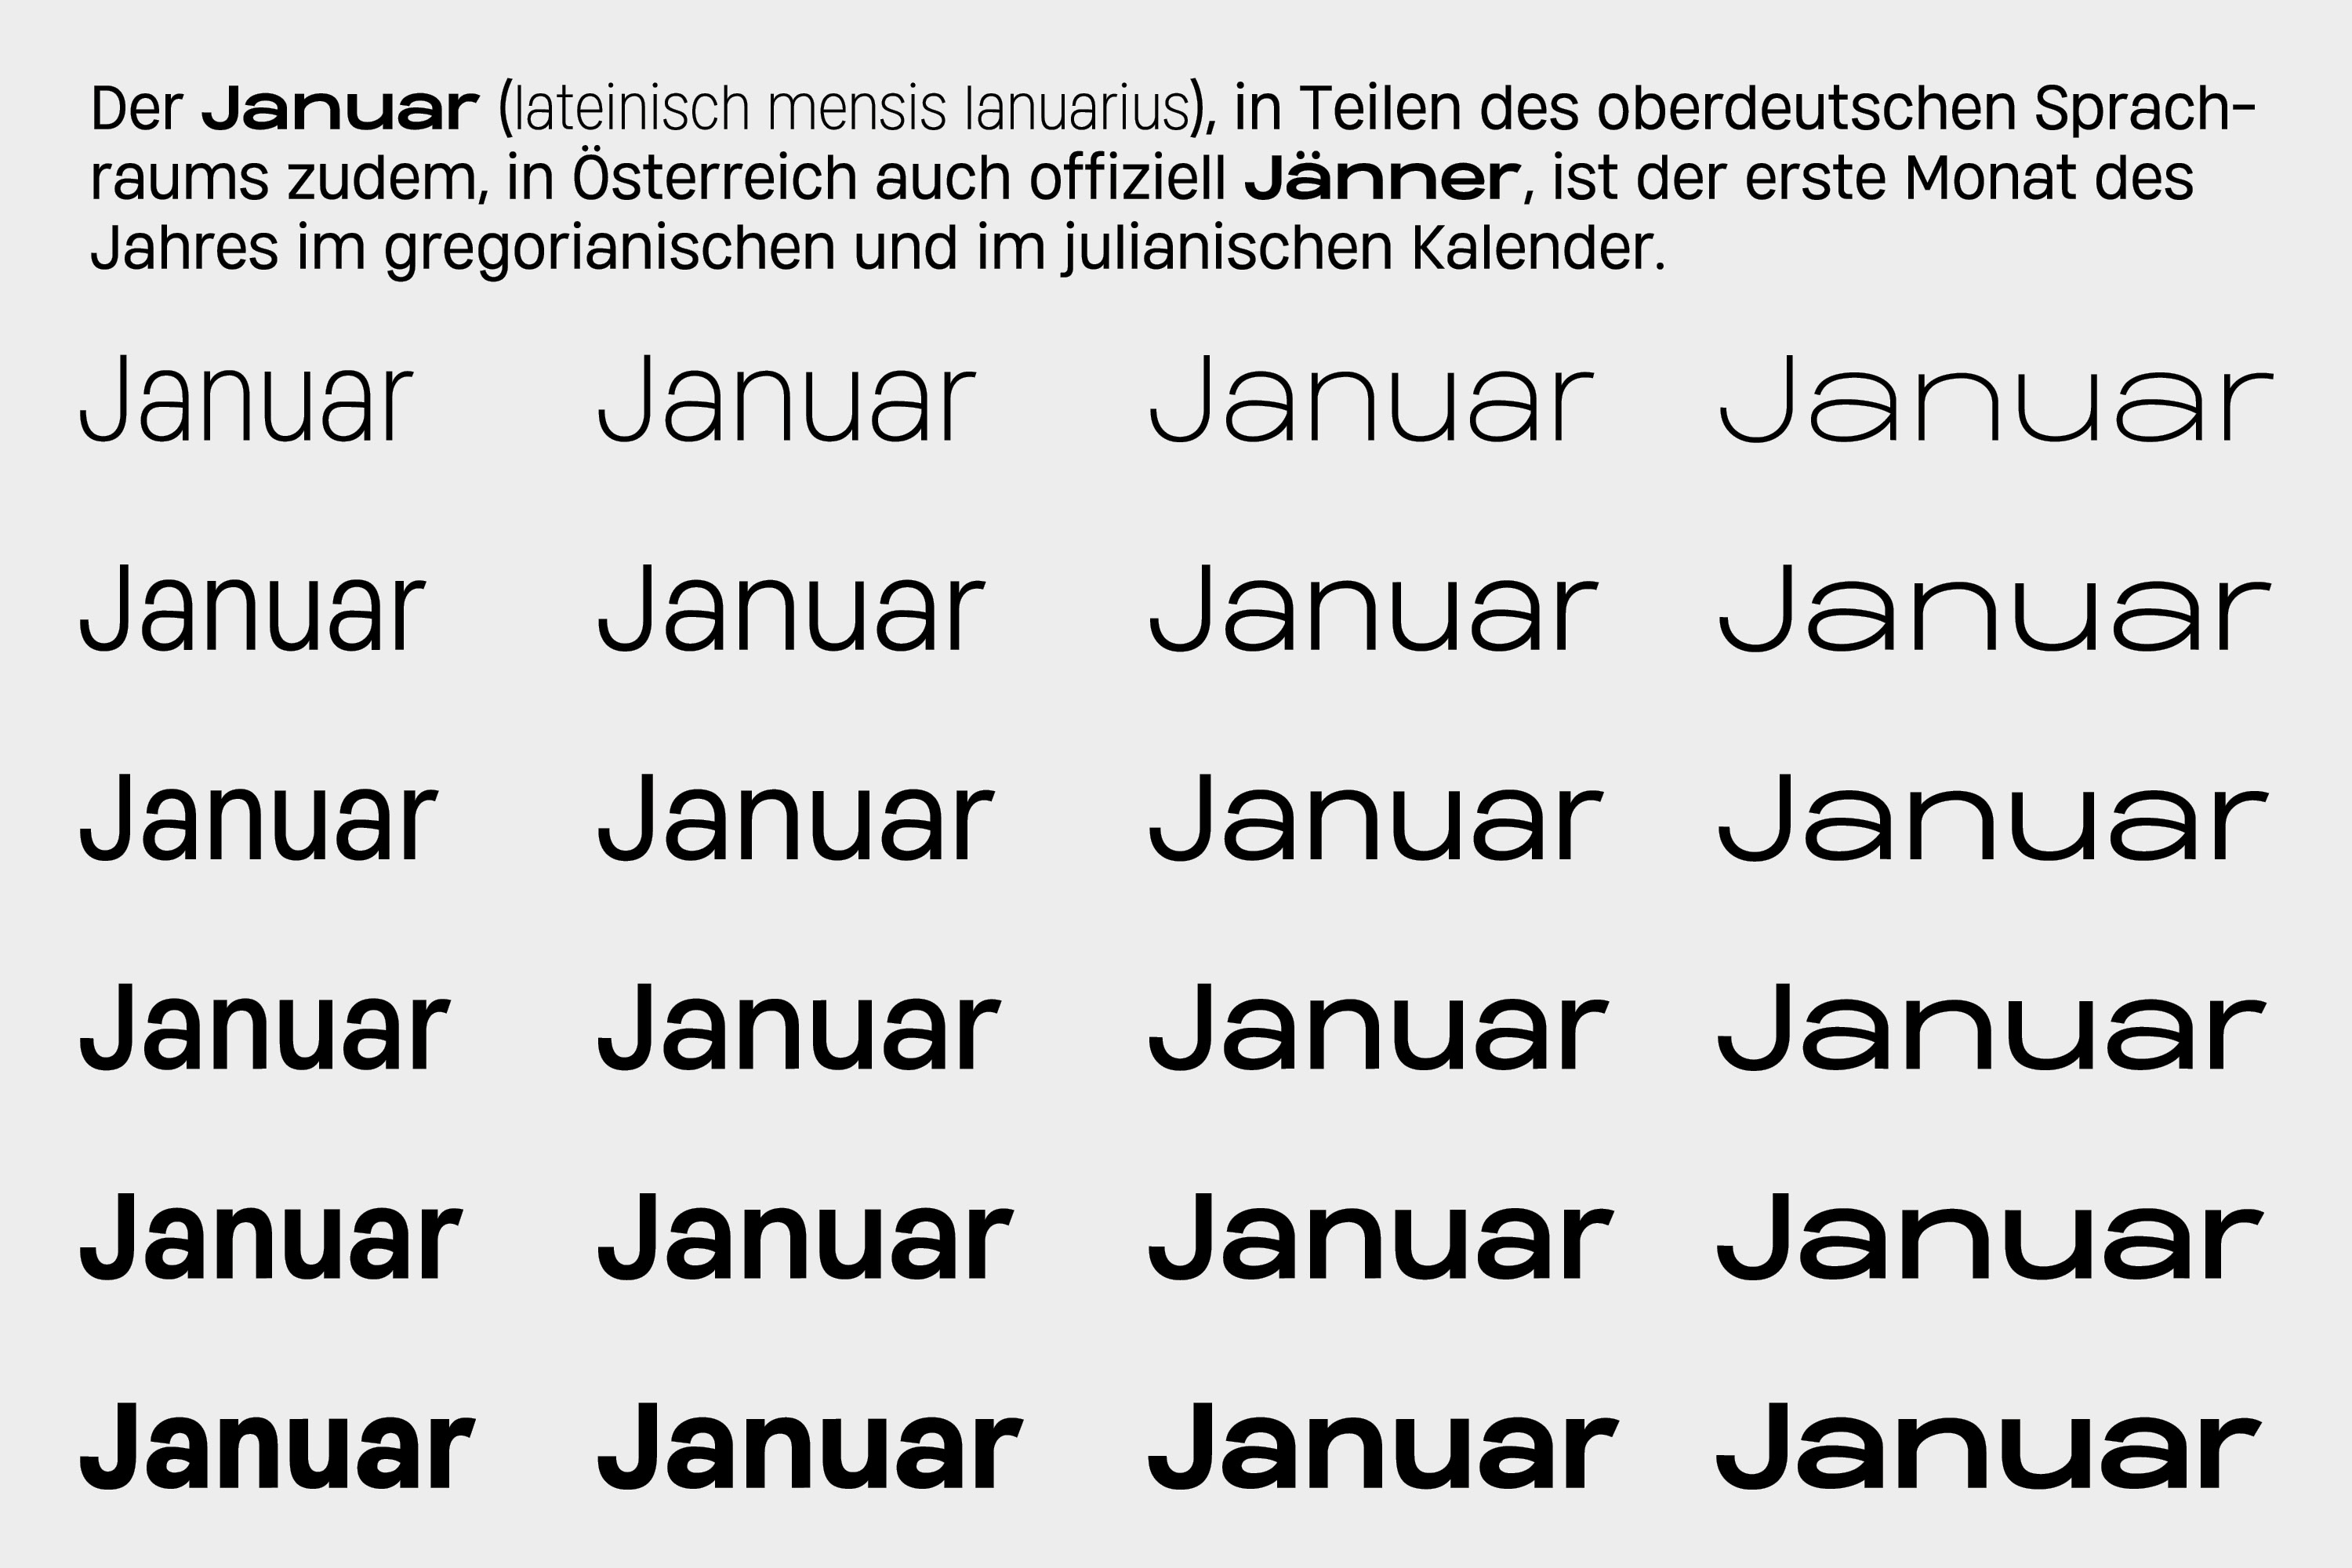 Der Januar (lateinisch mensis Ianuarius), in Teilen des oberdeutschen Sprach-
raums zudem, in Österreich auch offiziell Jänner, ist der erste Monat des
Jahres im gregorianischen und im julianischen Kalender.
Januar Januar Januar Januar
Januar Januar Januar Januar
Januar Januar Januar Januar
Januar Januar Januar Januar
Januar Januar Januar Januar
Januar Januar Januar Januar